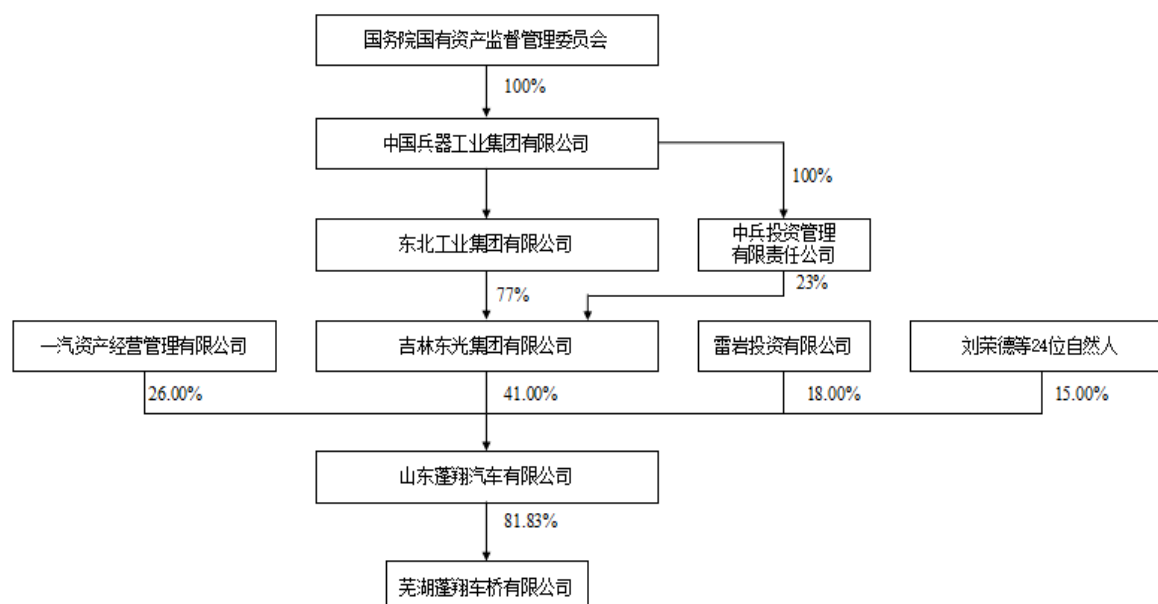 国务院国有资产监督管理委员会
100%
中国兵器工业集团有限公司
100%
东北工业集团有限公司
中兵投资管理
有限责任公司
77%
23%
一汽资产经营管理有限公司
吉林东光集团有限公司
雷岩投资有限公司
刘荣德等24位自然人
26.00%
41.00%
18.00%
15.00%
山东蓬翔汽车有限公司
81.83%
芜湖蓬翔车桥有限公司